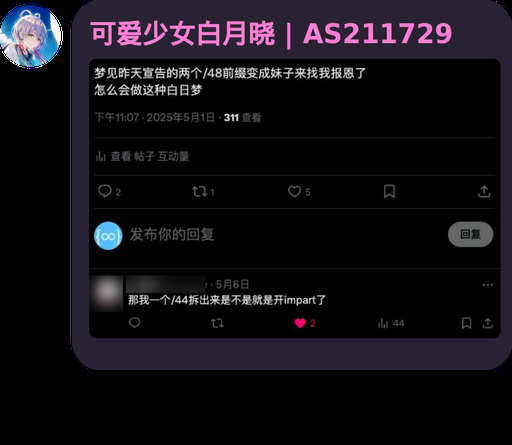 可爱少女白月晓 | AS211729
梦见昨天宣告的两个/48前缀变成妹子来找我报恩了
怎么会做这种白日梦
下午11:07 · 2025年5月1日 · 311 查看
查看 帖子 互动量
2 1 5
发布你的回复 回复
· 5月6日
那我一个/44拆出来是不是就是开impart了
2 44